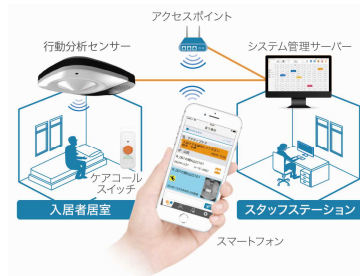 アクセスポイント
行動分析センサー
システム管理サーバー
ケアコール
スイッチ
入居者居室
スタッフステーション
スマートフォン